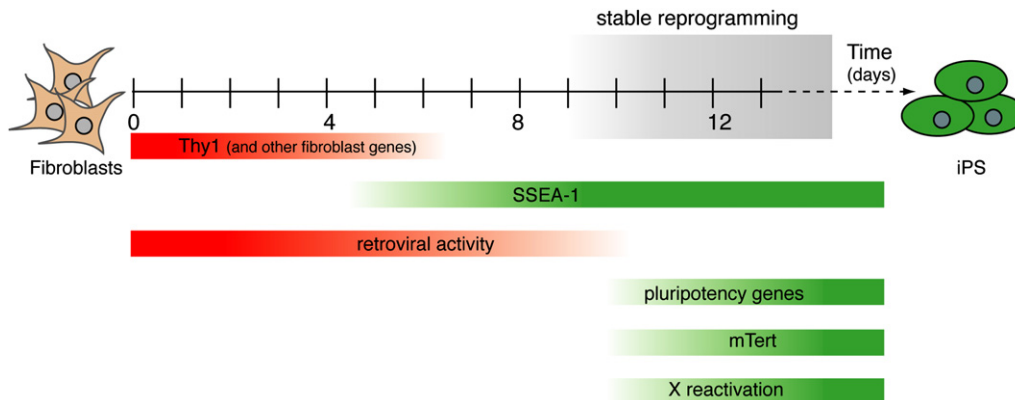 stable reprogramming
Time
(days)
0 4 8 12
Fibroblasts
iPS
Thy1 (and other fibroblast genes)
SSEA-1
retroviral activity
pluripotency genes
mTert
X reactivation